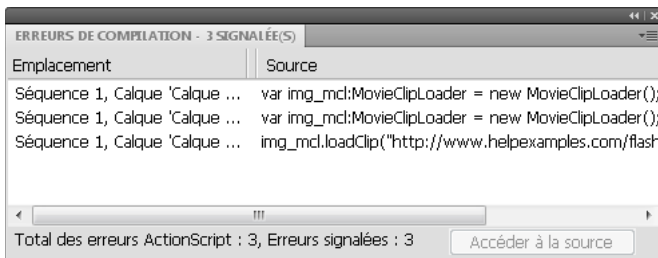 ERREURS DE COMPILATION - 3 SIGNALÉE(S)
Emplacement Source
Séquence 1, Calque 'Calque ... var img_mcl:MovieClipLoader = new MovieClipLoader();
Séquence 1, Calque 'Calque ... var img_mcl:MovieClipLoader = new MovieClipLoader();
Séquence 1, Calque 'Calque ... img_mcl.loadClip("http://www.helpexamples.com/flash
Total des erreurs ActionScript : 3, Erreurs signalées : 3 Accéder à la source